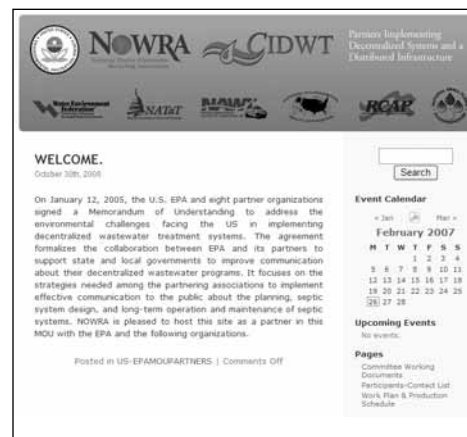 NOWRA
CIDWT
Partners Implementing
Decentralized Systems and a
Distributed Infrastructure
Water Environment
Federation
NATaT
NAWT
RCAP
WELCOME.
October 30th, 2006
On January 12, 2005, the U.S. EPA and eight partner organizations
signed a Memorandum of Understanding to address the
environmental challenges facing the US in implementing
decentralized wastewater treatment systems. The agreement
formalizes the collaboration between EPA and its partners to
support state and local governments to improve communication
about their decentralized wastewater programs. It focuses on the
strategies needed among the partnering associations to implement
effective communication to the public about the planning, septic
system design, and long-term operation and maintenance of septic
systems. NOWRA is pleased to host this site as a partner in this
MOU with the EPA and the following organizations.
Posted in US-EPAMOUPARTNERS | Comments Off
Search
Event Calendar
« Jan Mar »
February 2007
M T W T F S S
1 2 3 4
5 6 7 8 9 10 11
12 13 14 15 16 17 18
19 20 21 22 23 24 25
26 27 28
Upcoming Events
No events.
Pages
Committee Working
Documents
Participants-Contact List
Work Plan & Production
Schedule